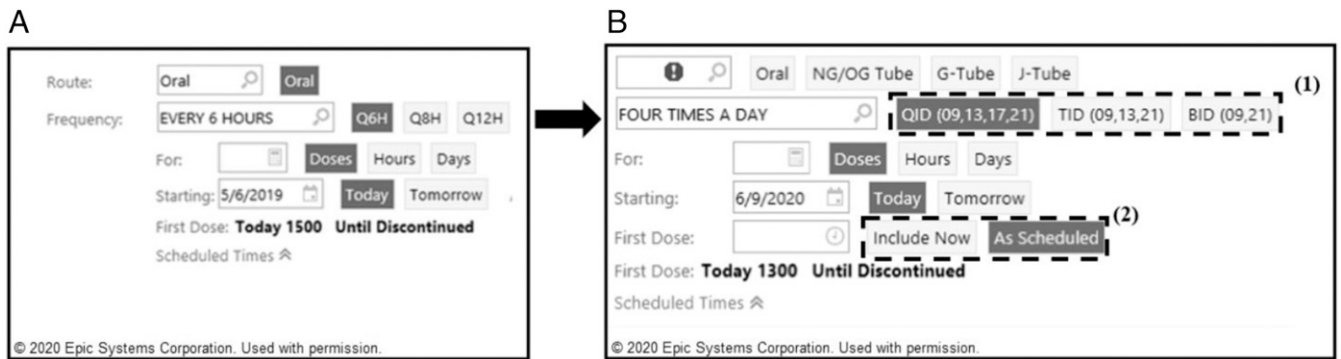 A
Route: Oral Oral
Frequency: EVERY 6 HOURS Q6H Q8H Q12H
For: Doses Hours Days
Starting: 5/6/2019 Today Tomorrow
First Dose: Today 1500 Until Discontinued
Scheduled Times
© 2020 Epic Systems Corporation. Used with permission.
B
Oral NG/OG Tube G-Tube J-Tube
(1)
FOUR TIMES A DAY QID (09,13,17,21) TID (09,13,21) BID (09,21)
For: Doses Hours Days
Starting: 6/9/2020 Today Tomorrow
(2)
First Dose: Include Now As Scheduled
First Dose: Today 1300 Until Discontinued
Scheduled Times
© 2020 Epic Systems Corporation. Used with permission.